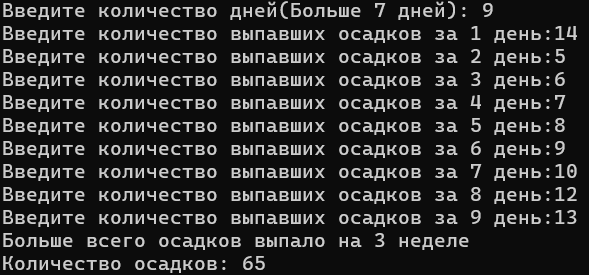 Введите количество дней(Больше 7 дней): 9
Введите количество выпавших осадков за 1 день:14
Введите количество выпавших осадков за 2 день:5
Введите количество выпавших осадков за 3 день:6
Введите количество выпавших осадков за 4 день:7
Введите количество выпавших осадков за 5 день:8
Введите количество выпавших осадков за 6 день:9
Введите количество выпавших осадков за 7 день:10
Введите количество выпавших осадков за 8 день:12
Введите количество выпавших осадков за 9 день:13
Больше всего осадков выпало на 3 неделе
Количество осадков: 65